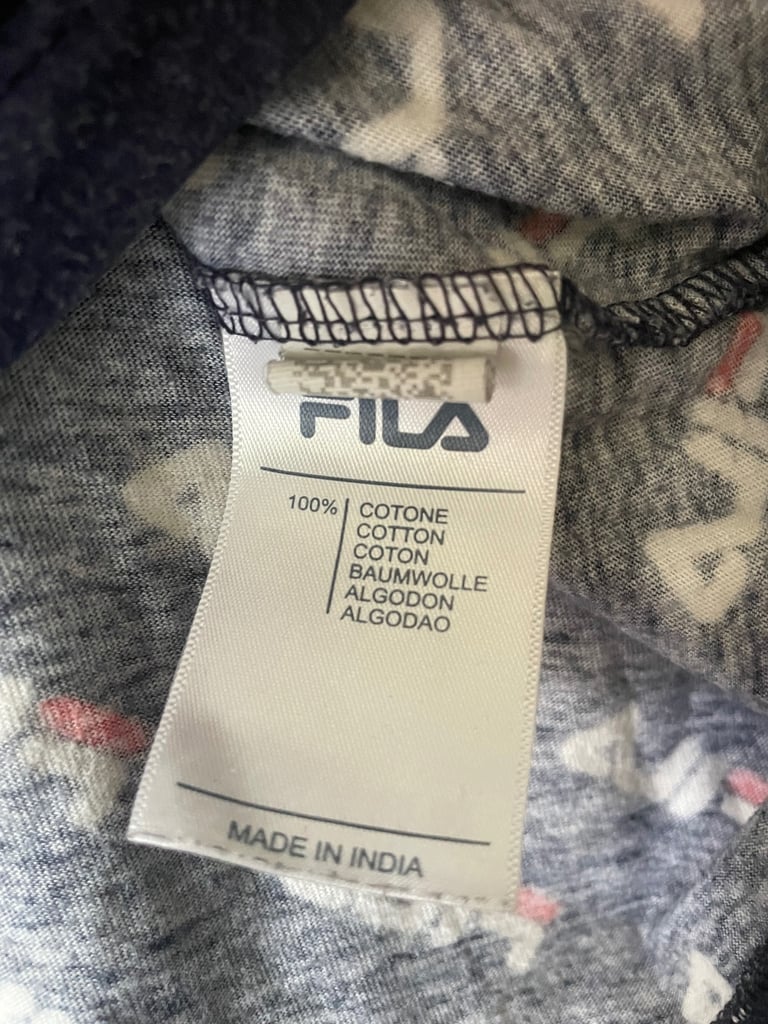 FILA
100% COTONE
COTTON
COTON
BAUMWOLLE
ALGODON
ALGODAO
MADE IN INDIA